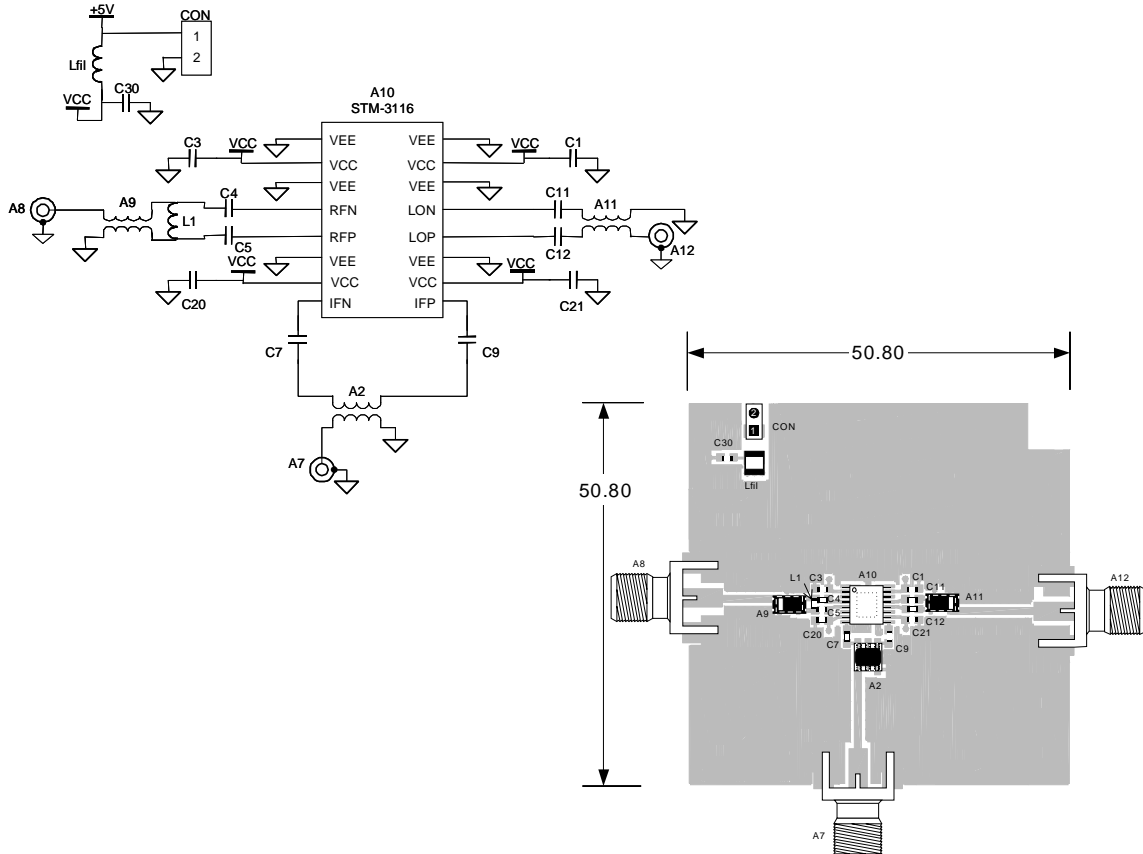 +5V
CON
1
2
Lfil
C30
VCC
A10
STM-3116
C3
VCC
VEE
VEE
VCC
C1
VCC
VCC
VEE
VEE
A8
A9
L1
C4
RFN
LON
C11
A11
C5
RFP
LOP
C12
A12
VCC
VEE
VEE
VCC
C20
VCC
VCC
C21
IFN
IFP
C7
C9
A2
A7
50.80
50.80
2
1
CON
C30
Lfil
A8
L1
C3
A10
C1
A12
C11
C4
A9
A11
C5
C20
C12
C21
C7
C9
A2
A7